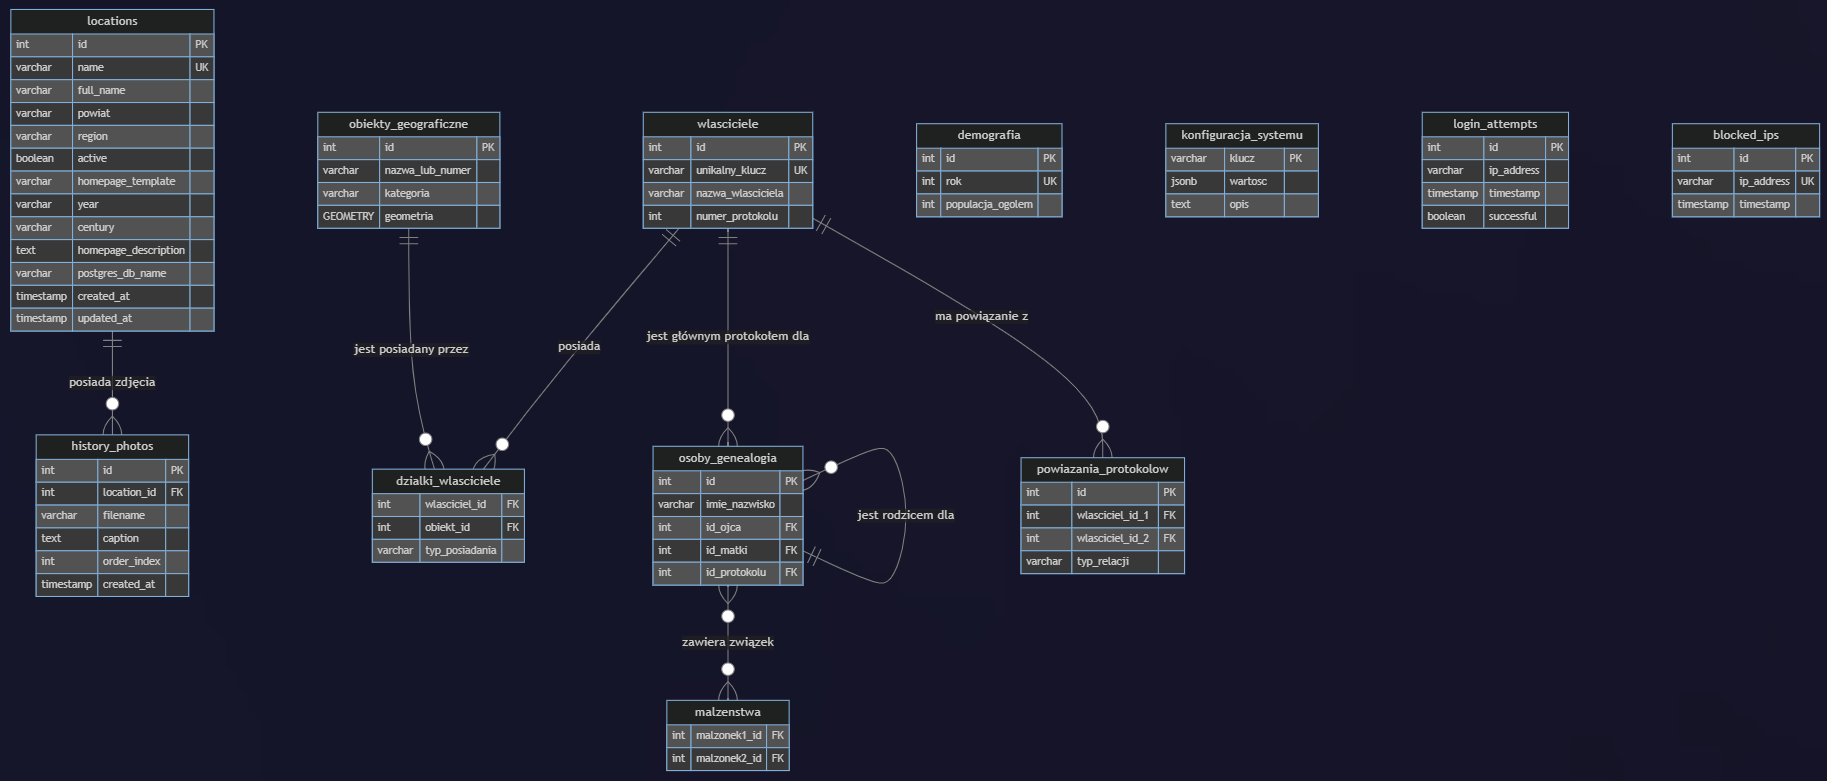 locations
int id PK
varchar name UK
varchar full_name
varchar powiat
varchar region
boolean active
varchar homepage_template
varchar year
varchar century
text homepage_description
varchar postgres_db_name
timestamp created_at
timestamp updated_at
obiekty_geograficzne
int id PK
varchar nazwa_lub_numer
varchar kategoria
GEOMETRY geometria
wlasciciele
int id PK
varchar unikalny_klucz UK
varchar nazwa_wlasciciela
int numer_protokolu
demografia
int id PK
int rok UK
int populacja_ogolem
konfiguracja_systemu
varchar klucz PK
jsonb wartosc
text opis
login_attempts
int id PK
varchar ip_address
timestamp timestamp
boolean successful
blocked_ips
int id PK
varchar ip_address UK
timestamp timestamp
posiada zdjęcia
jest posiadany przez
posiada
jest głównym protokołem dla
ma powiązanie z
history_photos
int id PK
int location_id FK
varchar filename
text caption
int order_index
timestamp created_at
dzialki_wlasciciele
int wlasciciel_id FK
int obiekt_id FK
varchar typ_posiadania
osoby_genealogia
int id PK
varchar imie_nazwisko
int id_ojca FK
int id_matki FK
int id_protokolu FK
jest rodzicem dla
powiazania_protokolow
int id PK
int wlasciciel_id_1 FK
int wlasciciel_id_2 FK
varchar typ_relacji
zawiera związek
malzenstwa
int malzonek1_id FK
int malzonek2_id FK